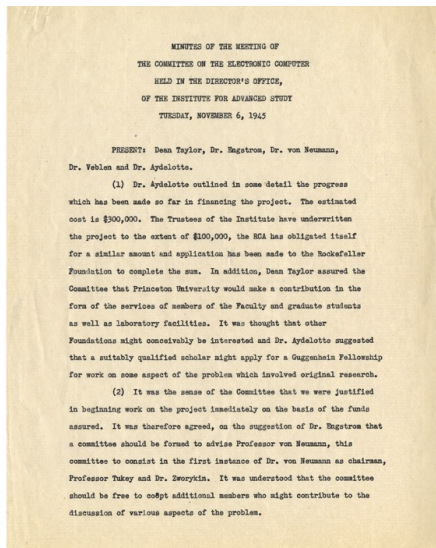 MINUTES OF THE MEETING OF
THE COMMITTEE ON THE ELECTRONIC COMPUTER
HELD IN THE DIRECTOR'S OFFICE,
OF THE INSTITUTE FOR ADVANCED STUDY
TUESDAY, NOVEMBER 6, 1945
PRESENT: Dean Taylor, Dr. Engstrom, Dr. von Neumann,
Dr. Veblen and Dr. Aydelotte.
(1) Dr. Aydelotte outlined in some detail the progress
which has been made so far in financing the project. The estimated
cost is $300,000. The Trustees of the Institute have underwritten
the project to the extent of $100,000, the RCA has obligated itself
for a similar amount and application has been made to the Rockefeller
Foundation to complete the sum. In addition, Dean Taylor assured the
Committee that Princeton University would make a contribution in the
form of the services of members of the Faculty and graduate students
as well as laboratory facilities. It was thought that other
Foundations might conceivably be interested and Dr. Aydelotte suggested
that a suitably qualified scholar might apply for a Guggenheim Fellowship
for work on some aspect of the problem which involved original research.
(2) It was the sense of the Committee that we were justified
in beginning work on the project immediately on the basis of the funds
assured. It was therefore agreed, on the suggestion of Dr. Engstrom that
a committee should be formed to advise Professor von Neumann, this
committee to consist in the first instance of Dr. von Neumann as chairman,
Professor Tukey and Dr. Zworykin. It was understood that the committee
should be free to coöpt additional members who might contribute to the
discussion of various aspects of the problem.